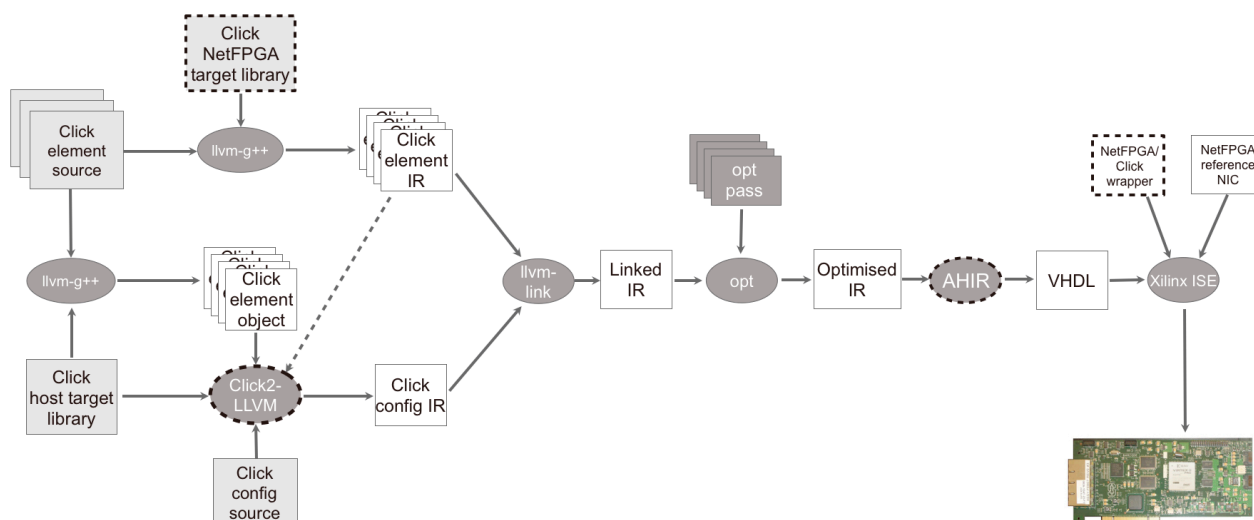 Click
NetFPGA
target library
Click
element
source
llvm-g++
Click
element
IR
opt
pass
NetFPGA/
Click
wrapper
NetFPGA
reference
NIC
llvm-g++
Click
element
object
llvm-
link
Linked
IR
opt
Optimised
IR
AHIR
VHDL
Xilinx ISE
Click
host target
library
Click2-
LLVM
Click
config IR
Click
config
source